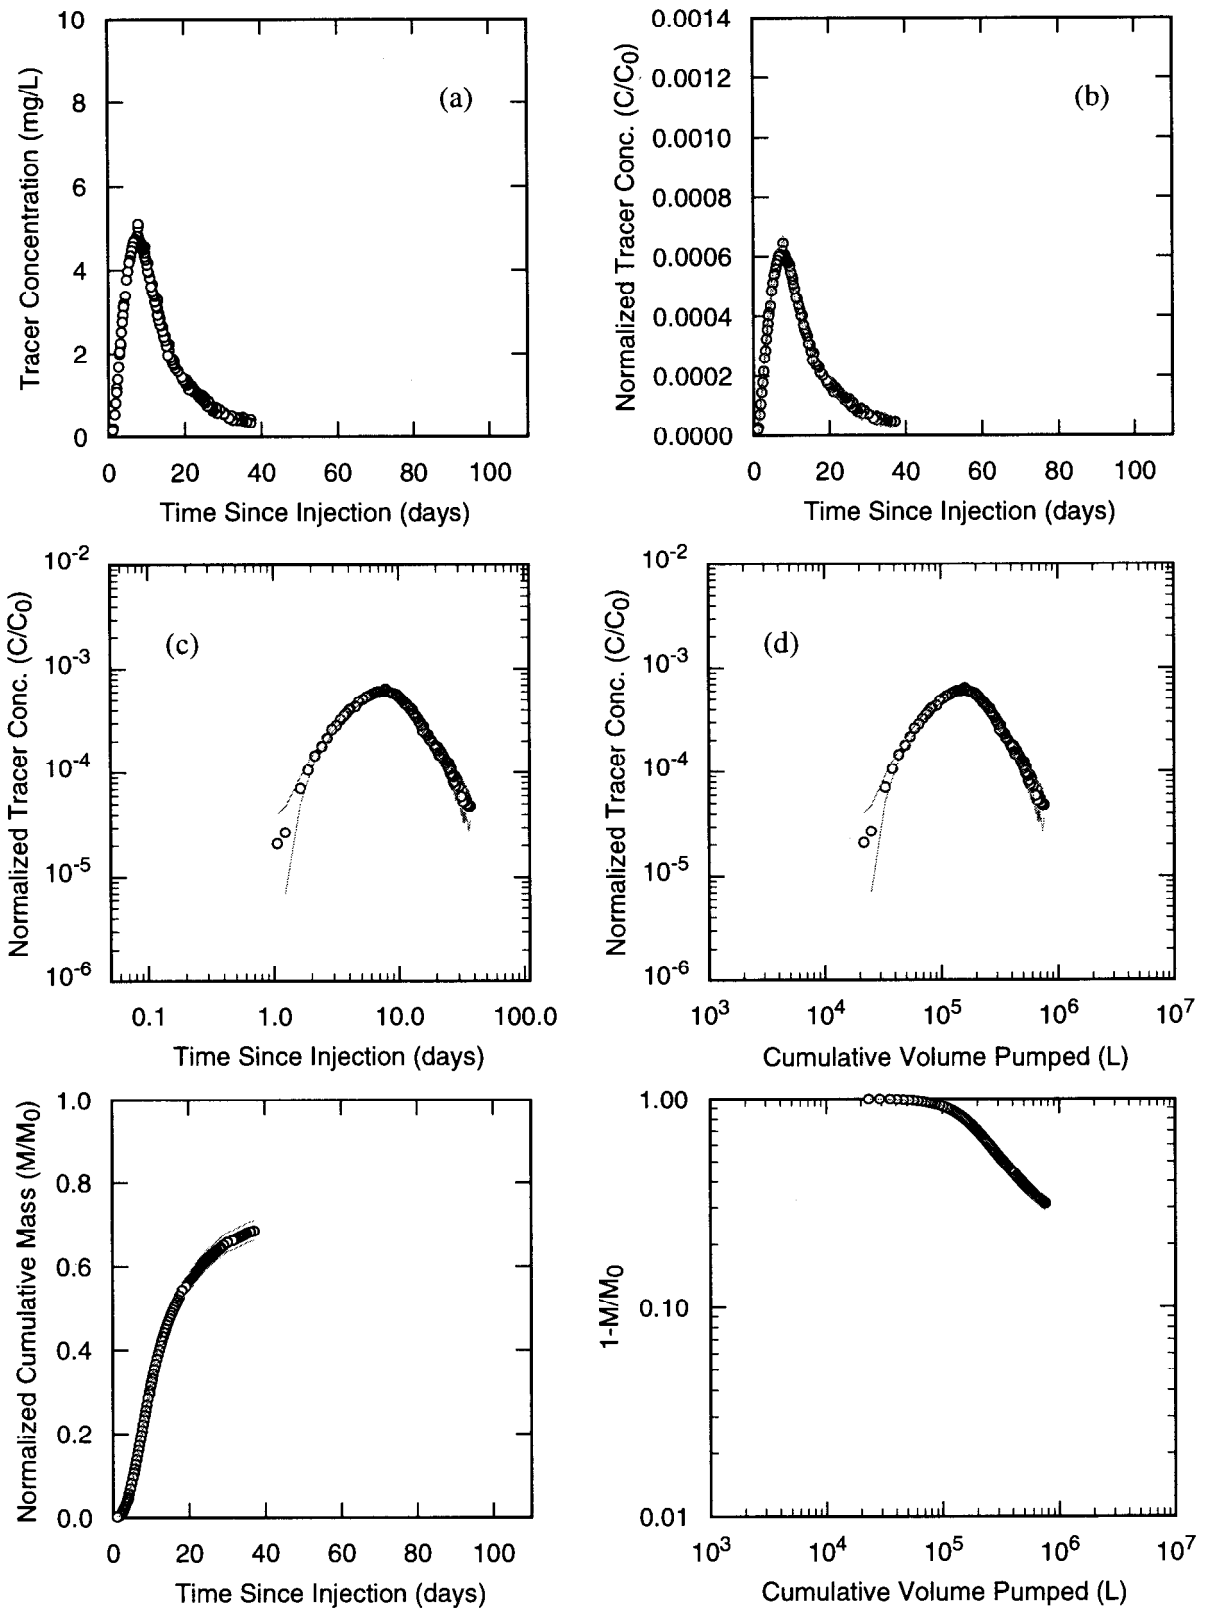 10
8
6
4
2
0
Tracer Concentration (mg/L)
(a)
0 20 40 60 80 100
Time Since Injection (days)
0.0014
0.0012
0.0010
0.0008
0.0006
0.0004
0.0002
0.0000
Normalized Tracer Conc. (C/C0)
(b)
0 20 40 60 80 100
Time Since Injection (days)
10-2
10-3
10-4
10-5
10-6
Normalized Tracer Conc. (C/C0)
(c)
0.1 1.0 10.0 100.0
Time Since Injection (days)
10-2
10-3
10-4
10-5
10-6
Normalized Tracer Conc. (C/C0)
(d)
103 104 105 106 107
Cumulative Volume Pumped (L)
1.0
0.8
0.6
0.4
0.2
0.0
Normalized Cumulative Mass (M/M0)
0 20 40 60 80 100
Time Since Injection (days)
1.00
0.10
0.01
1-M/M0
103 104 105 106 107
Cumulative Volume Pumped (L)